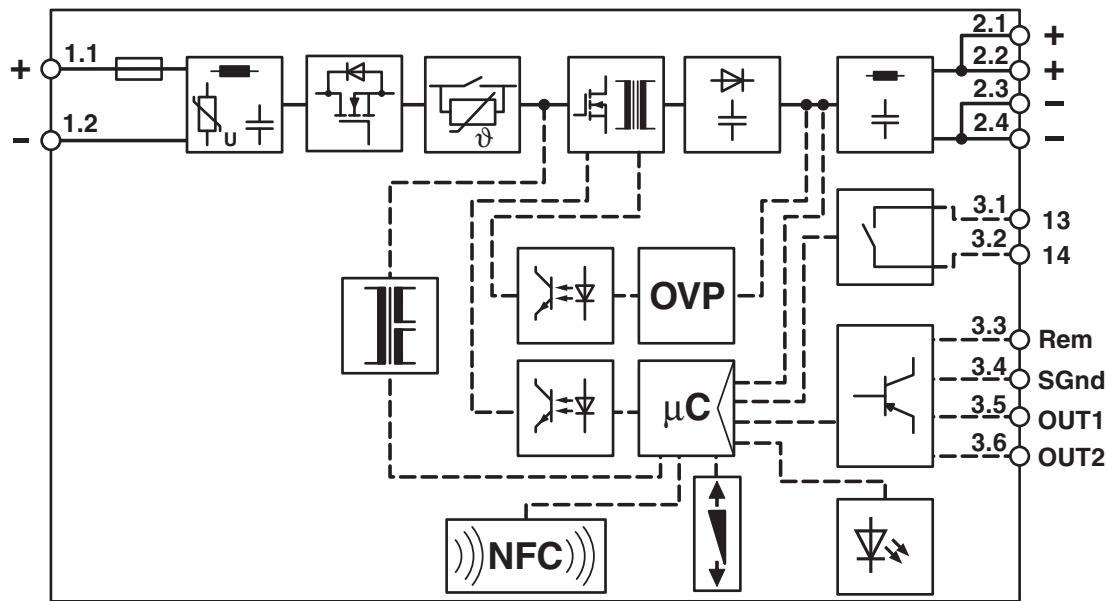 2.1 +
+ 1.1
2.2 +
2.3 −
− 1.2
2.4 −
U
ϑ
3.1 13
3.2 14
OVP
3.3 Rem
3.4 SGnd
μC
3.5 OUT1
3.6 OUT2
NFC